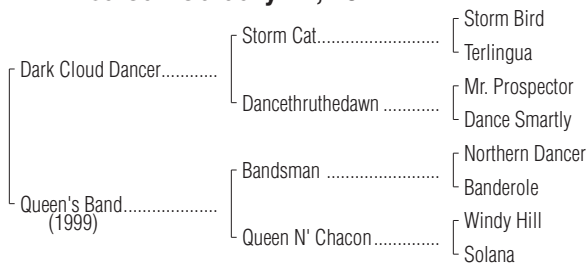 Storm Bird
Storm Cat..............................
Terlingua
Dark Cloud Dancer............
Mr. Prospector
Dancethruthedawn ..............
Dance Smartly
Northern Dancer
Bandsman ............................
Banderole
Queen's Band....................
(1999)
Windy Hill
Queen N' Chacon................
Solana